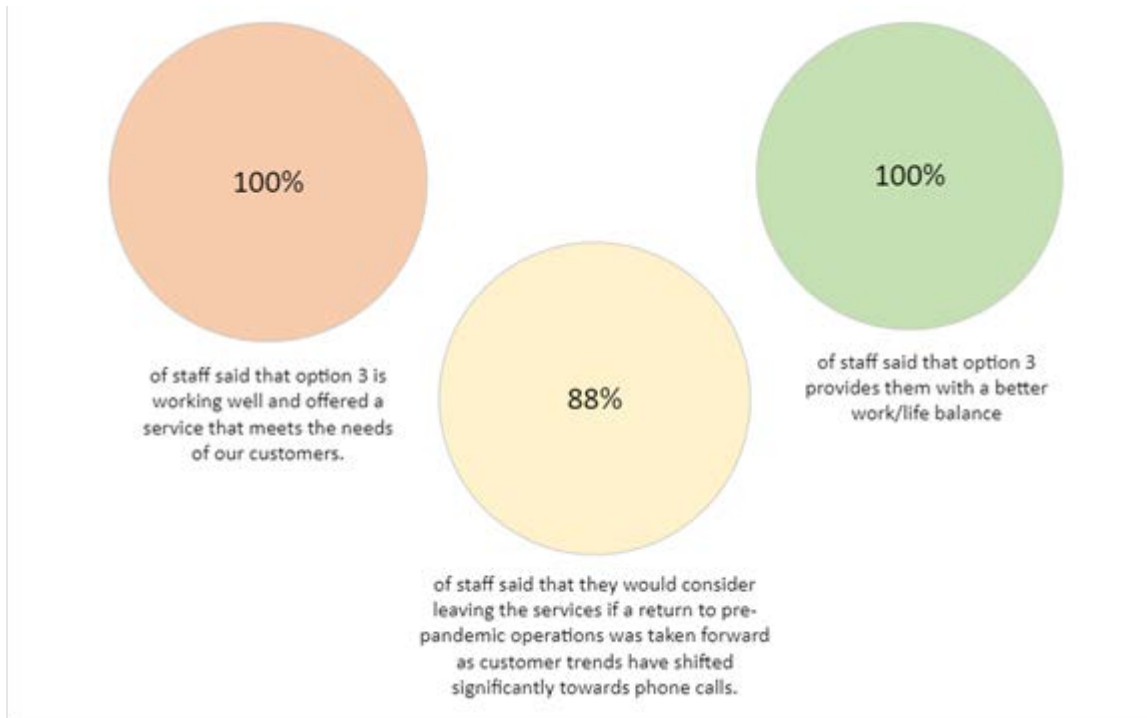 100%
of staff said that option 3 is
working well and offered a
service that meets the needs
of our customers.
88%
of staff said that they would consider
leaving the services if a return to pre-
pandemic operations was taken forward
as customer trends have shifted
significantly towards phone calls.
100%
of staff said that option 3
provides them with a better
work/life balance